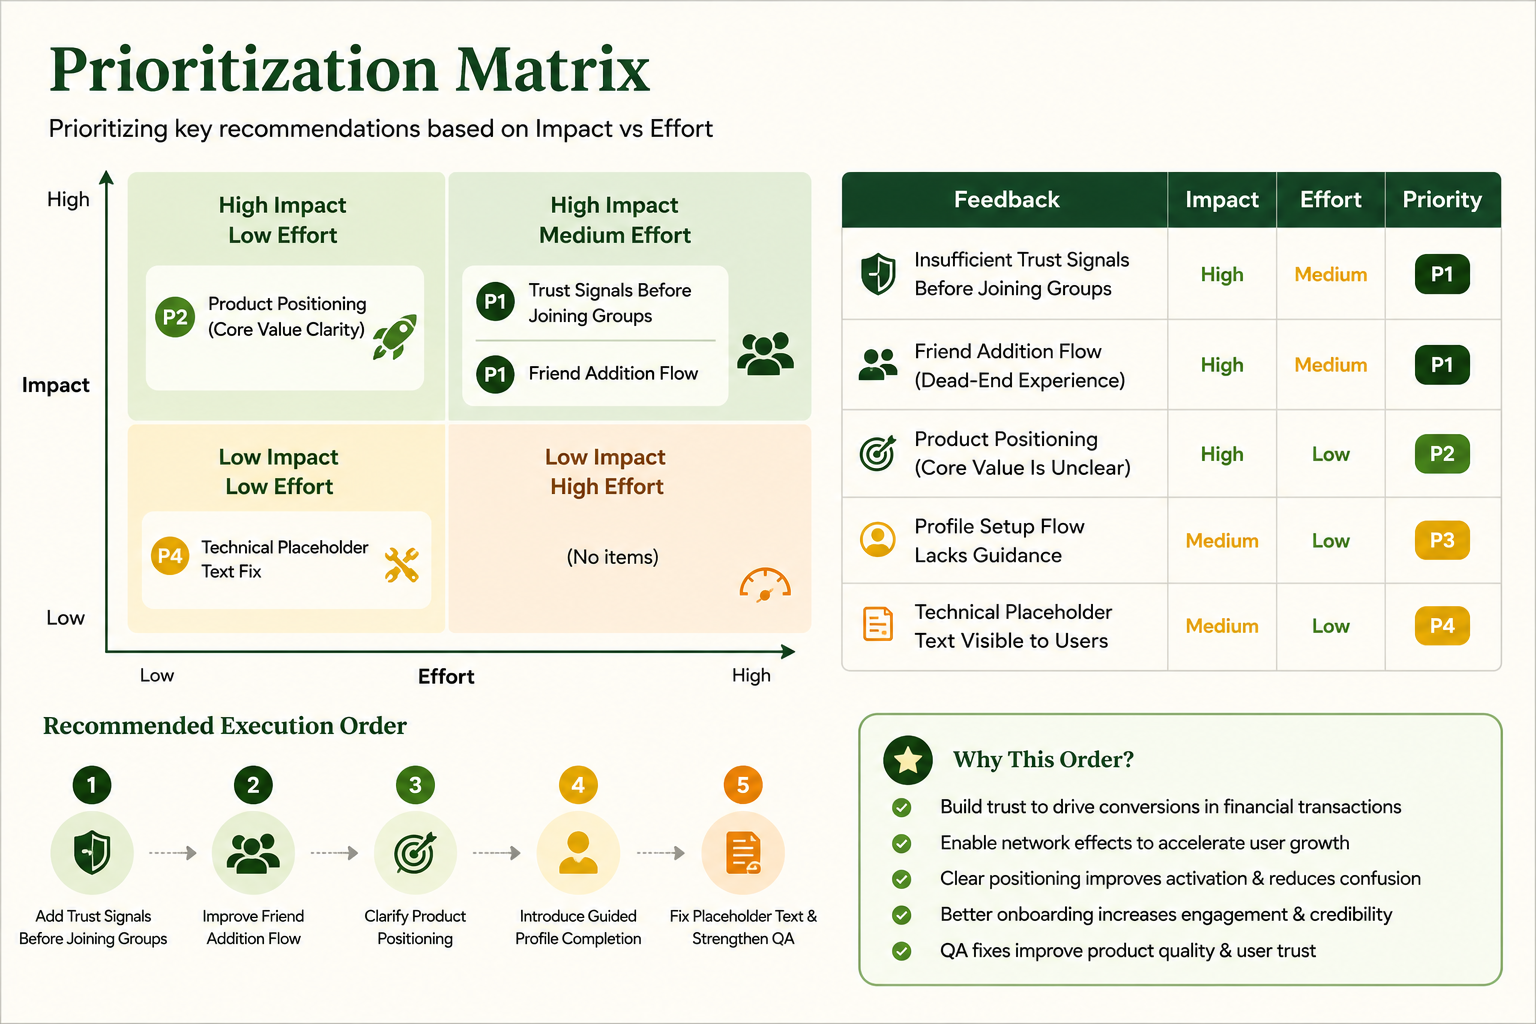 Prioritization Matrix
Prioritizing key recommendations based on Impact vs Effort
High
Impact
Low
High Impact
Low Effort
P2
Product Positioning
(Core Value Clarity)
High Impact
Medium Effort
P1
Trust Signals Before
Joining Groups
P1
Friend Addition Flow
Low Impact
Low Effort
P4
Technical Placeholder
Text Fix
Low Impact
High Effort
(No items)
Low
Effort
High
Feedback Impact Effort Priority
Insufficient Trust Signals
Before Joining Groups
High Medium P1
Friend Addition Flow
(Dead-End Experience)
High Medium P1
Product Positioning
(Core Value Is Unclear)
High Low P2
Profile Setup Flow
Lacks Guidance
Medium Low P3
Technical Placeholder
Text Visible to Users
Medium Low P4
Recommended Execution Order
1
Add Trust Signals
Before Joining Groups
2
Improve Friend
Addition Flow
3
Clarify Product
Positioning
4
Introduce Guided
Profile Completion
5
Fix Placeholder Text &
Strengthen QA
Why This Order?
Build trust to drive conversions in financial transactions
Enable network effects to accelerate user growth
Clear positioning improves activation & reduces confusion
Better onboarding increases engagement & credibility
QA fixes improve product quality & user trust